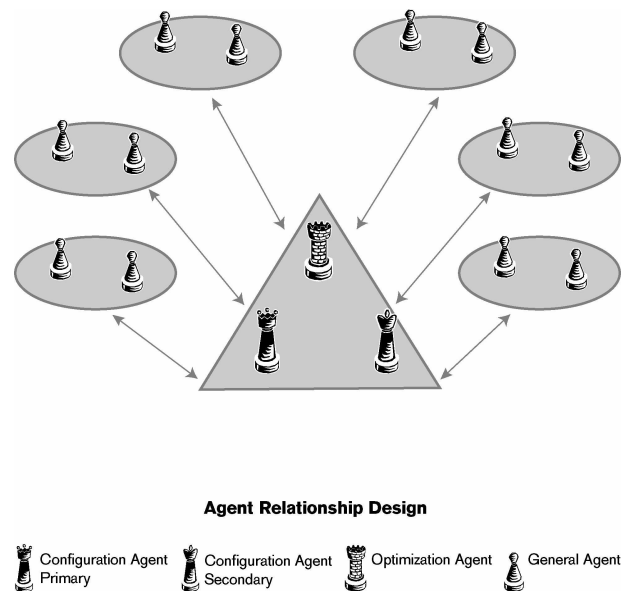 Agent Relationship Design
Configuration Agent
Primary
Configuration Agent
Secondary
Optimization Agent
General Agent